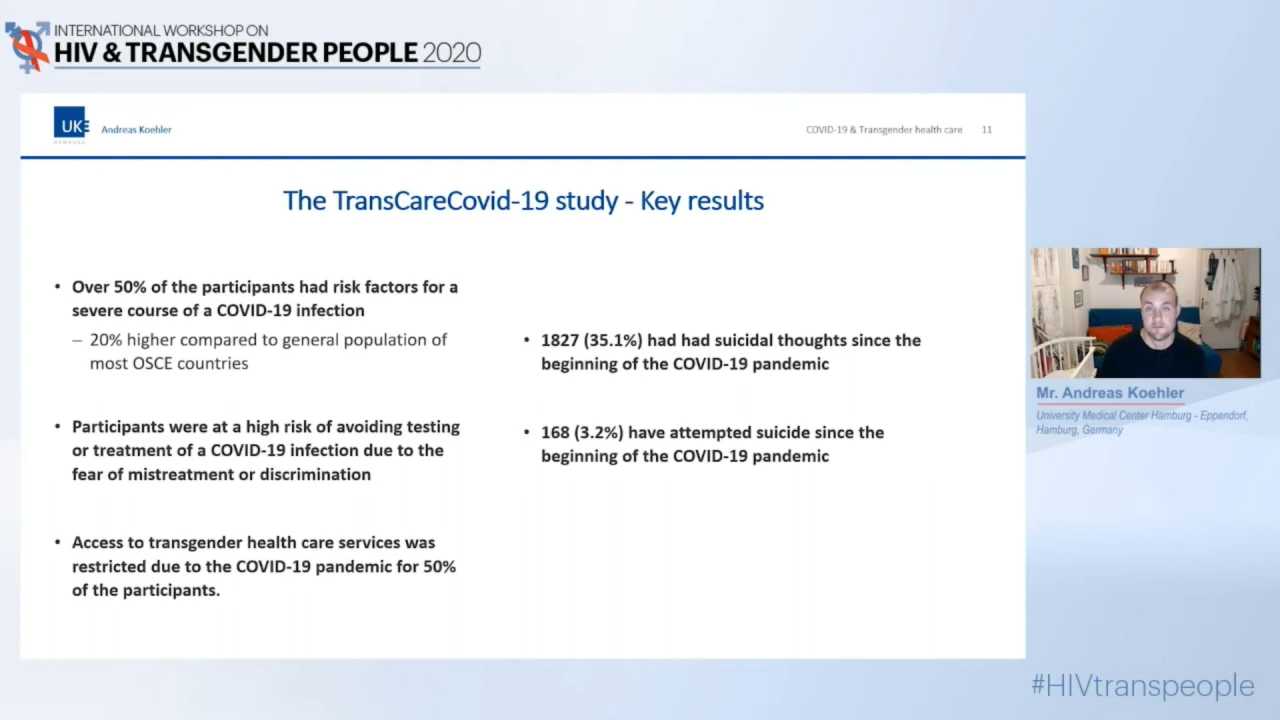 INTERNATIONAL WORKSHOP ON
HIV & TRANSGENDER PEOPLE 2020
UKE
HAMBURG
Andreas Koehler
COVID-19 & Transgender health care 11
The TransCareCovid-19 study - Key results
• Over 50% of the participants had risk factors for a
severe course of a COVID-19 infection
– 20% higher compared to general population of
most OSCE countries
• Participants were at a high risk of avoiding testing
or treatment of a COVID-19 infection due to the
fear of mistreatment or discrimination
• Access to transgender health care services was
restricted due to the COVID-19 pandemic for 50%
of the participants.
• 1827 (35.1%) had had suicidal thoughts since the
beginning of the COVID-19 pandemic
• 168 (3.2%) have attempted suicide since the
beginning of the COVID-19 pandemic
Mr. Andreas Koehler
University Medical Center Hamburg - Eppendorf,
Hamburg, Germany
#HIVtranspeople